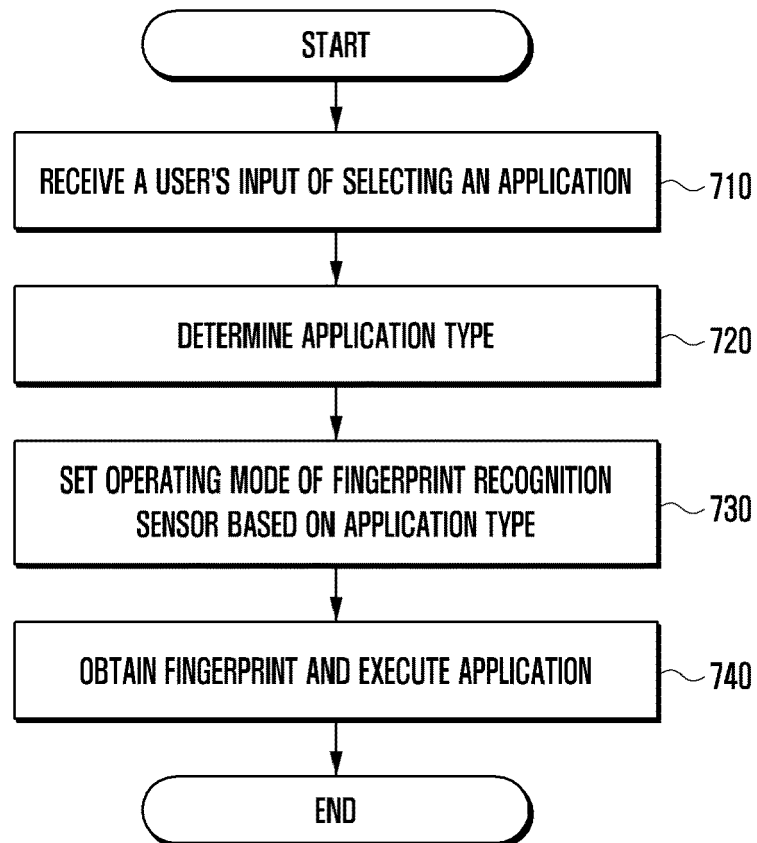 START
RECEIVE A USER'S INPUT OF SELECTING AN APPLICATION
710
DETERMINE APPLICATION TYPE
720
SET OPERATING MODE OF FINGERPRINT RECOGNITION
SENSOR BASED ON APPLICATION TYPE
730
OBTAIN FINGERPRINT AND EXECUTE APPLICATION
740
END